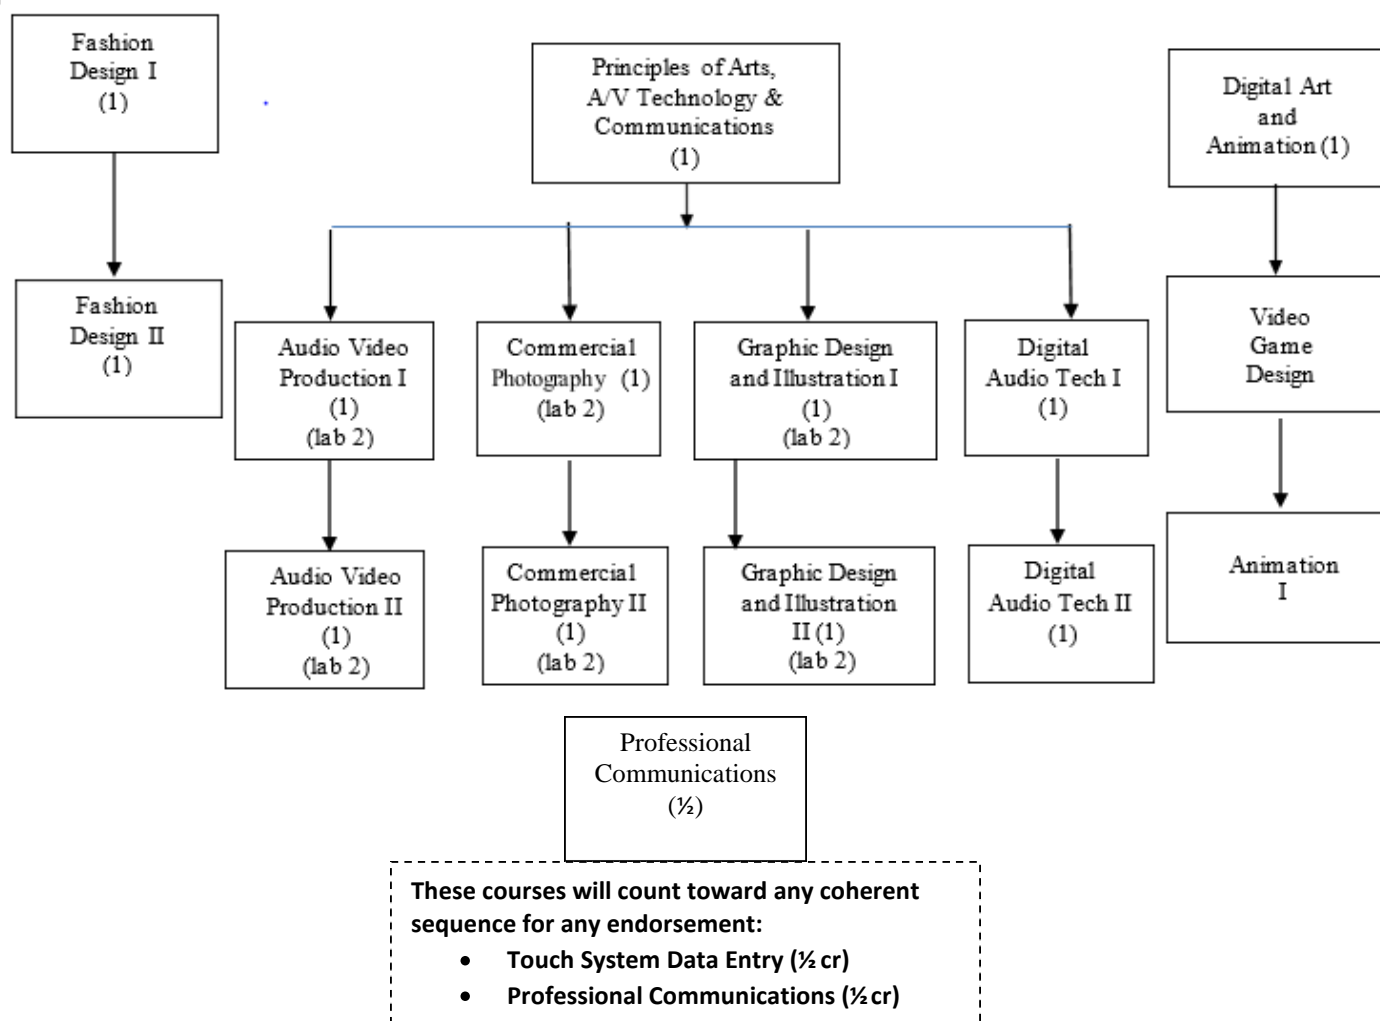 Fashion
Design I
(1)
Principles of Arts,
A/V Technology &
Communications
(1)
Digital Art
and
Animation (1)
Fashion
Design II
(1)
Audio Video
Production I
(1)
(lab 2)
Commercial
Photography (1)
(lab 2)
Graphic Design
and Illustration I
(1)
(lab 2)
Digital
Audio Tech I
(1)
Video
Game
Design
Audio Video
Production II
(1)
(lab 2)
Commercial
Photography II
(1)
(lab 2)
Graphic Design
and Illustration
II (1)
(lab 2)
Digital
Audio Tech II
(1)
Animation
I
Professional
Communications
(½)
These courses will count toward any coherent
sequence for any endorsement:
• Touch System Data Entry (½ cr)
• Professional Communications (½ cr)